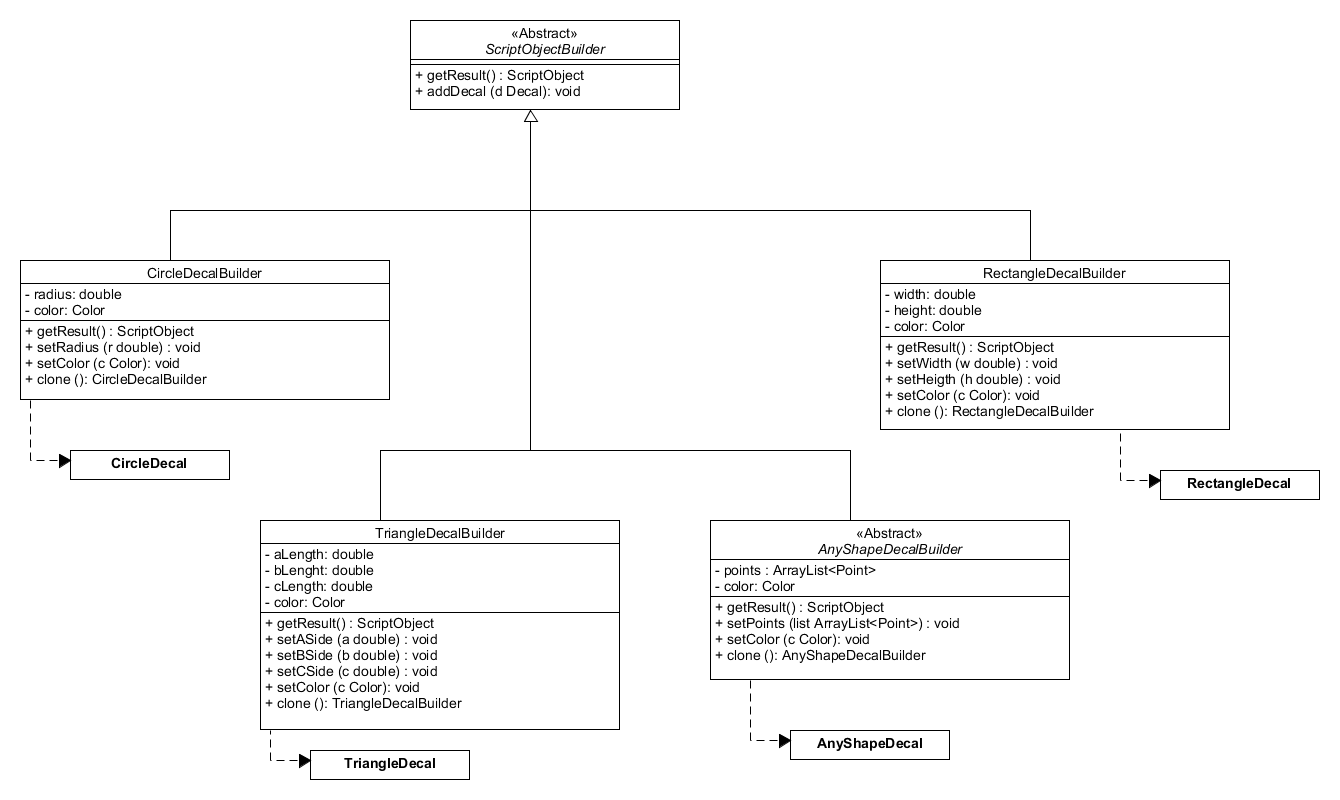 «Abstract»
ScriptObjectBuilder
+ getResult() : ScriptObject
+ addDecal (d Decal): void
CircleDecalBuilder
- radius: double
- color: Color
+ getResult() : ScriptObject
+ setRadius (r double) : void
+ setColor (c Color): void
+ clone (): CircleDecalBuilder
CircleDecal
RectangleDecalBuilder
- width: double
- height: double
- color: Color
+ getResult() : ScriptObject
+ setWidth (w double) : void
+ setHeigth (h double) : void
+ setColor (c Color): void
+ clone (): RectangleDecalBuilder
RectangleDecal
TriangleDecalBuilder
- aLength: double
- bLenght: double
- cLength: double
- color: Color
+ getResult() : ScriptObject
+ setASide (a double) : void
+ setBSide (b double) : void
+ setCSide (c double) : void
+ setColor (c Color): void
+ clone (): TriangleDecalBuilder
TriangleDecal
«Abstract»
AnyShapeDecalBuilder
- points : ArrayList<Point>
- color: Color
+ getResult() : ScriptObject
+ setPoints (list ArrayList<Point>) : void
+ setColor (c Color): void
+ clone (): AnyShapeDecalBuilder
AnyShapeDecal